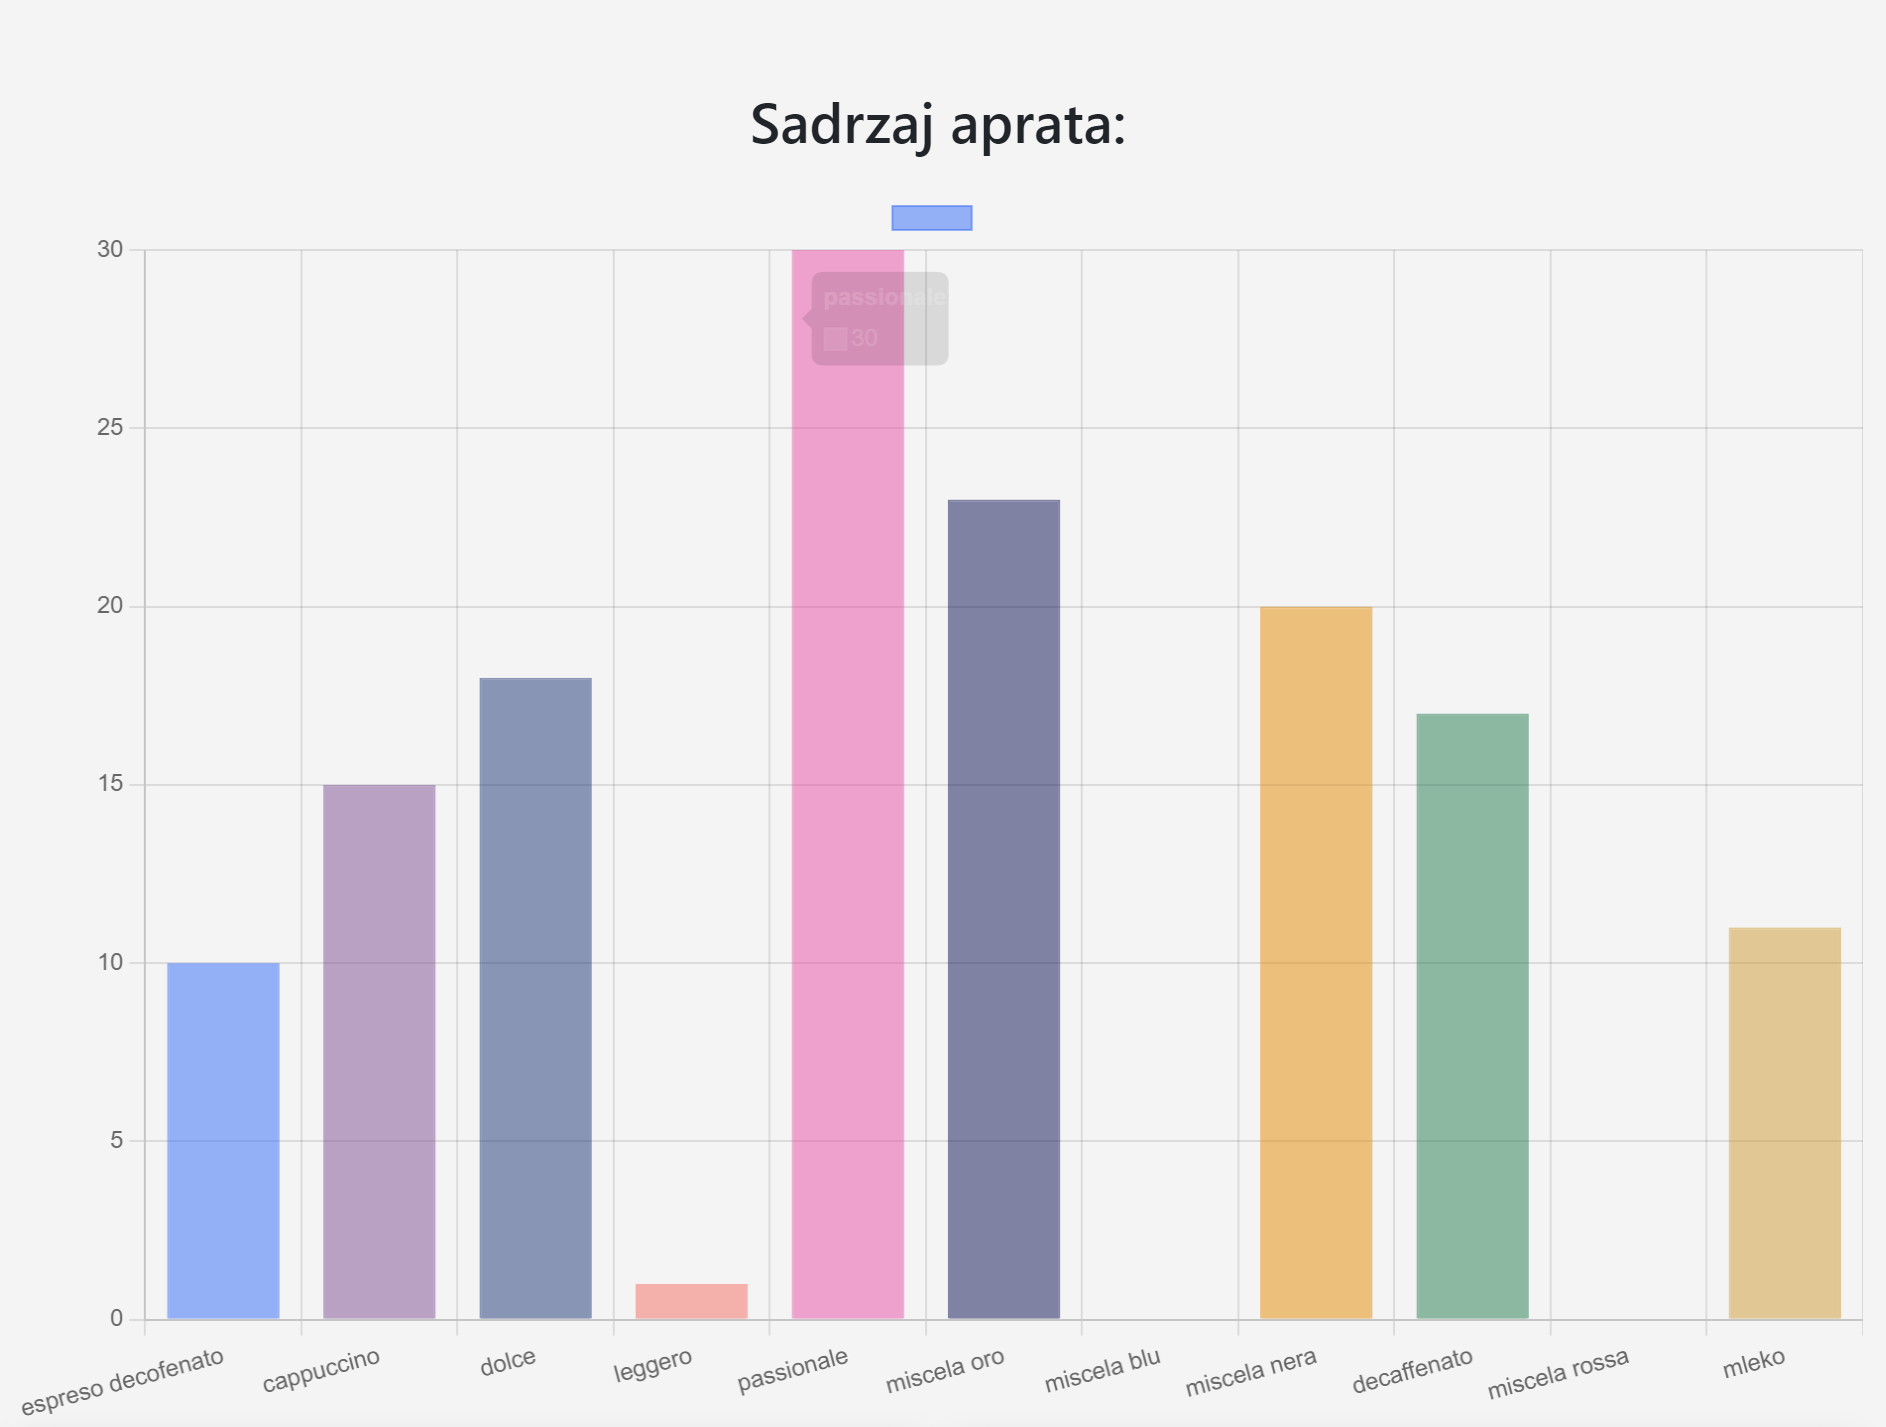 Sadrzaj aprata:
30
passionale
30
25
20
15
10
5
0
espreso decofenato
cappuccino
dolce
leggero
passionale
miscela oro
miscela blu
miscela nera
decaffenato
miscela rossa
mleko